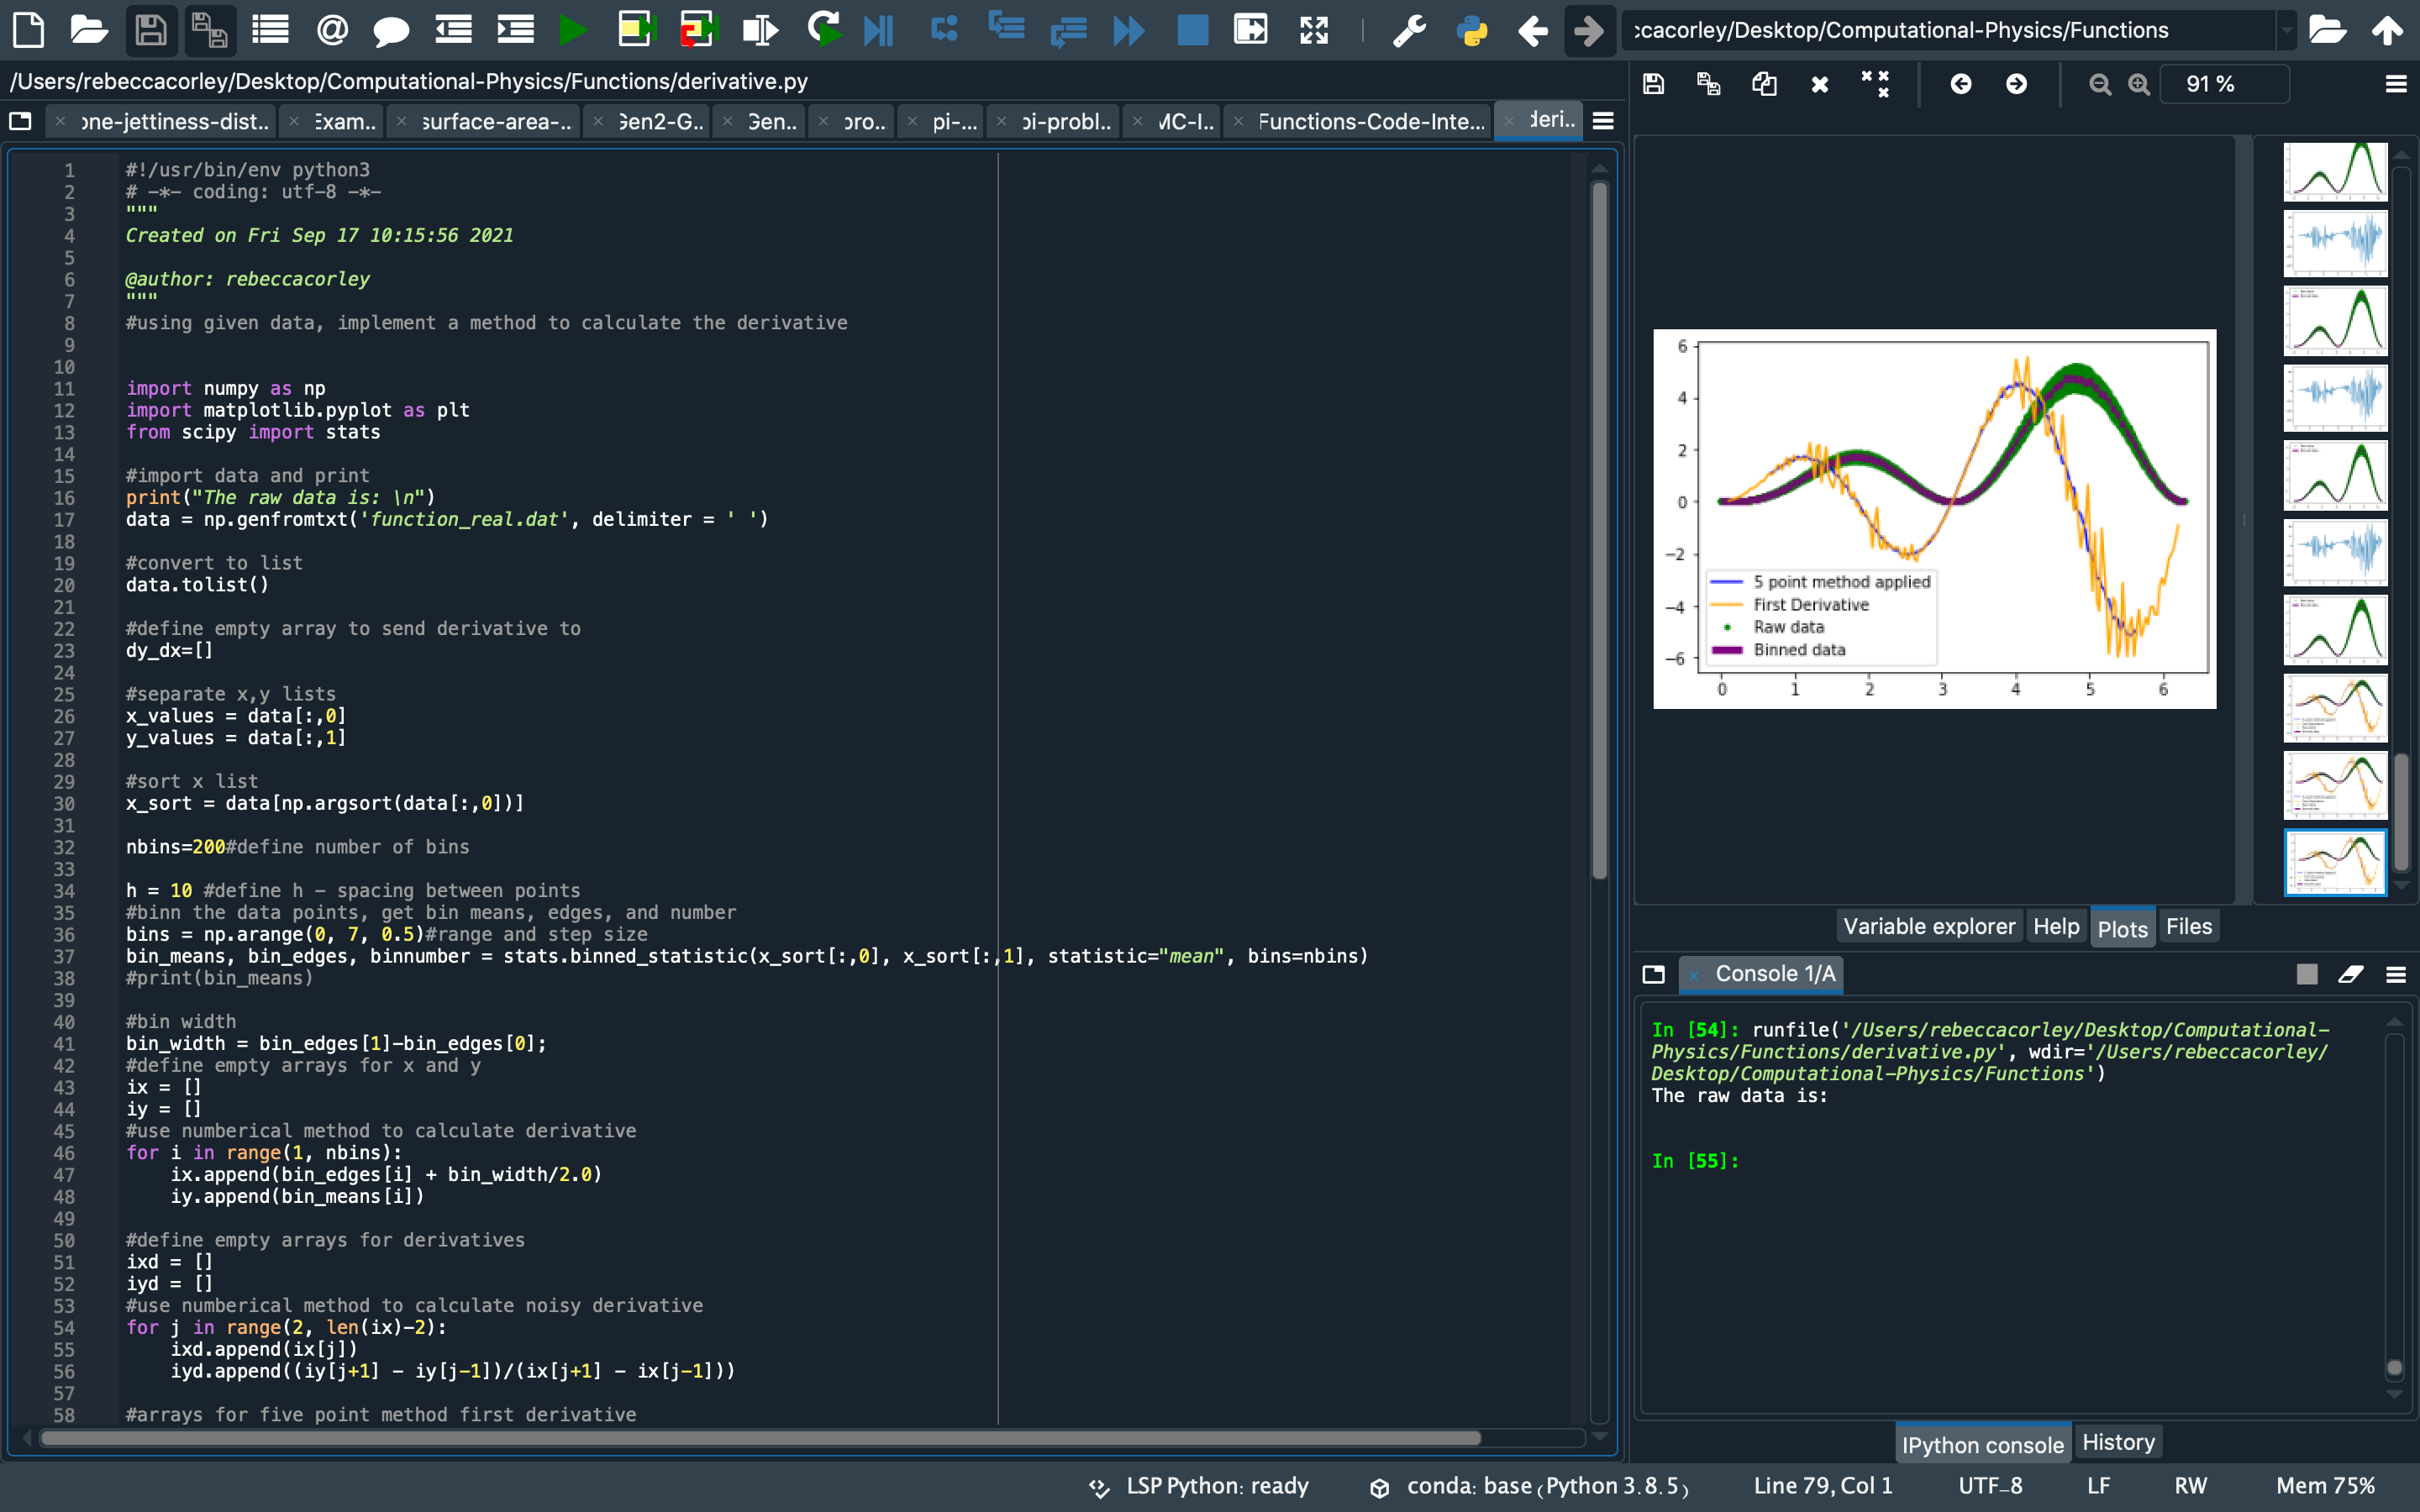 :cacorley/Desktop/Computational-Physics/Functions
/Users/rebeccacorley/Desktop/Computational-Physics/Functions/derivative.py
91 %
one-jettiness-dist.. Exam.. surface-area-... Gen2-G.. Gen.. pro.. pi-... pi-probl.. MC-I.. Functions-Code-Inte... deri..
1 #!/usr/bin/env python3
2 # -*- coding: utf-8 -*-
3 """
4 Created on Fri Sep 17 10:15:56 2021
5
6 @author: rebeccacorley
7 """
8 #using given data, implement a method to calculate the derivative
9
10
11 import numpy as np
12 import matplotlib.pyplot as plt
13 from scipy import stats
14
15 #import data and print
16 print("The raw data is: \n")
17 data = np.genfromtxt('function_real.dat', delimiter = ' ')
18
19 #convert to list
20 data.tolist()
21
22 #define empty array to send derivative to
23 dy_dx=[]
24
25 #separate x,y lists
26 x_values = data[:,0]
27 y_values = data[:,1]
28
29 #sort x list
30 x_sort = data[np.argsort(data[:,0])]
31
32 nbins=200#define number of bins
33
34 h = 10 #define h - spacing between points
35 #binn the data points, get bin means, edges, and number
36 bins = np.arange(0, 7, 0.5)#range and step size
37 bin_means, bin_edges, binnumber = stats.binned_statistic(x_sort[:,0], x_sort[:,1], statistic="mean", bins=nbins)
38 #print(bin_means)
39
40 #bin width
41 bin_width = bin_edges[1]-bin_edges[0];
42 #define empty arrays for x and y
43 ix = []
44 iy = []
45 #use numberical method to calculate derivative
46 for i in range(1, nbins):
47 ix.append(bin_edges[i] + bin_width/2.0)
48 iy.append(bin_means[i])
49
50 #define empty arrays for derivatives
51 ixd = []
52 iyd = []
53 #use numberical method to calculate noisy derivative
54 for j in range(2, len(ix)-2):
55 ixd.append(ix[j])
56 iyd.append((iy[j+1] - iy[j-1])/(ix[j+1] - ix[j-1]))
57
58 #arrays for five point method first derivative
6
4
2
0
−2
−4
−6
5 point method applied
First Derivative
Raw data
Binned data
0 1 2 3 4 5 6
Variable explorer Help Plots Files
Console 1/A
In [54]: runfile('/Users/rebeccacorley/Desktop/Computational-
Physics/Functions/derivative.py', wdir='/Users/rebeccacorley/
Desktop/Computational-Physics/Functions')
The raw data is:
In [55]:
IPython console History
LSP Python: ready conda: base (Python 3.8.5) Line 79, Col 1 UTF-8 LF RW Mem 75%